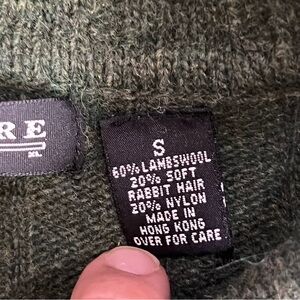 RE
S
60% LAMBSWOOL
20% SOFT
RABBIT HAIR
20% NYLON
MADE IN
HONG KONG
OVER FOR CARE